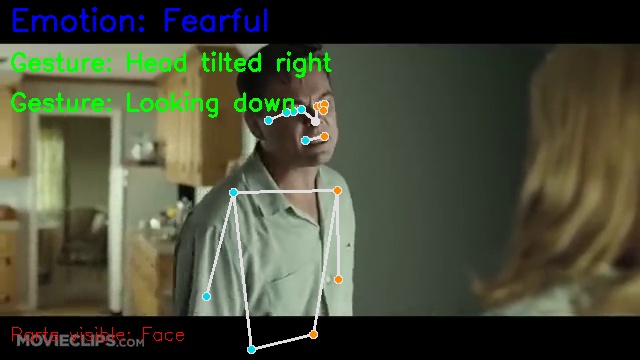 Emotion: Fearful
Gesture: Head tilted right
Gesture: Looking down
Parts visible: Face
MOVIECLIPS.com